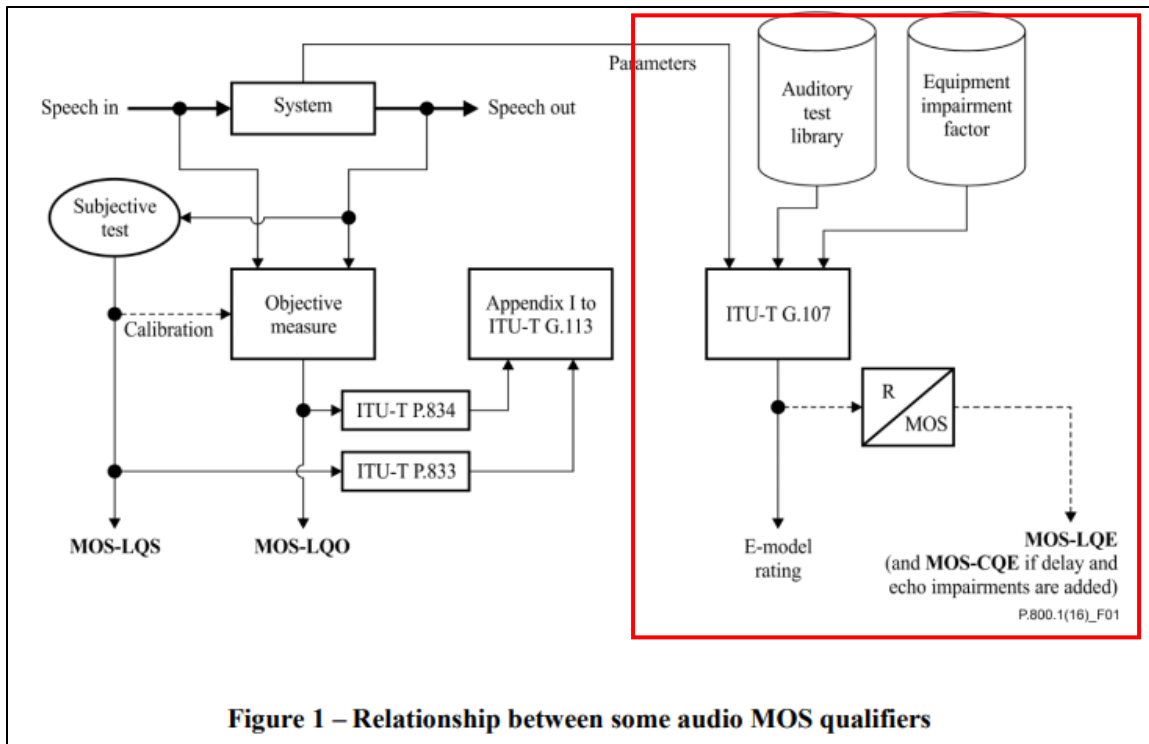 Parameters
Speech in
System
Speech out
Auditory
test
library
Equipment
impairment
factor
Subjective
test
Calibration
Objective
measure
Appendix I to
ITU-T G.113
ITU-T G.107
ITU-T P.834
ITU-T P.833
R
MOS
MOS-LQS
MOS-LQO
E-model
rating
MOS-LQE
(and MOS-CQE if delay and
echo impairments are added)
P.800.1(16)_F01
Figure 1 – Relationship between some audio MOS qualifiers